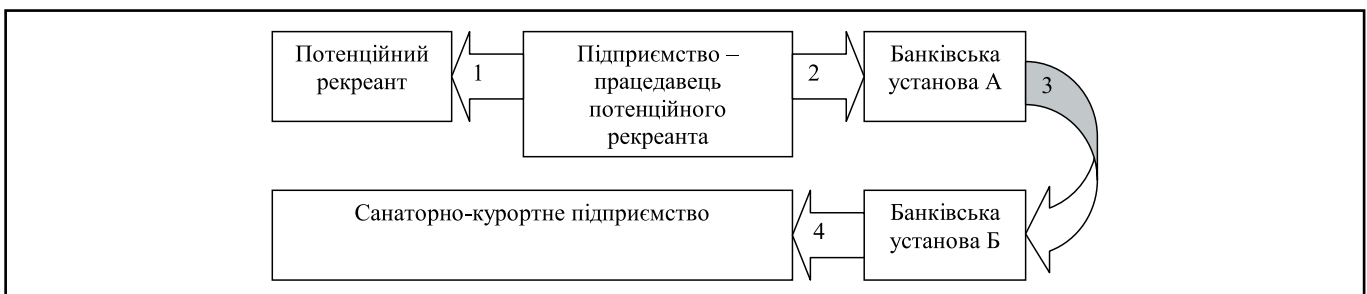 Потенційний
рекреант
1
Підприємство –
працедавець
потенційного
рекреанта
2
Банківська
установа А
3
Санаторно-курортне підприємство
4
Банківська
установа Б